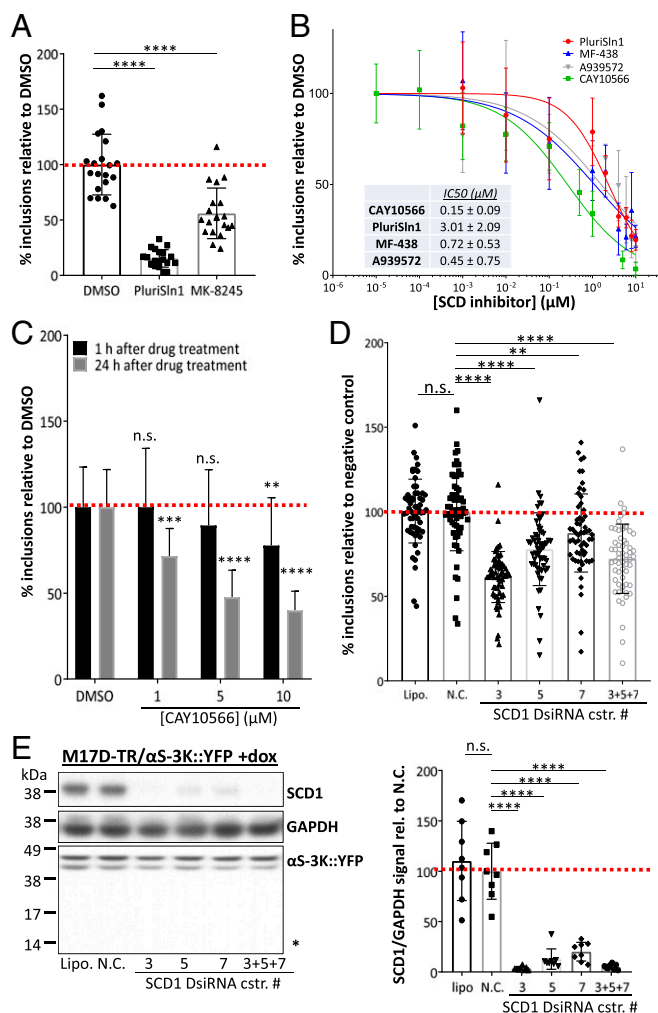 A
% inclusions relative to DMSO
200
150
100
50
0
****
****
DMSO PluriSln1 MK-8245
B
% inclusions relative to DMSO
100
50
0
PluriSln1
MF-438
A939572
CAY10566
IC50 (μM)
CAY10566 0.15 ± 0.09
PluriSln1 3.01 ± 2.09
MF-438 0.72 ± 0.53
A939572 0.45 ± 0.75
10⁻⁶ 10⁻⁵ 10⁻⁴ 10⁻³ 10⁻² 10⁻¹ 10⁰ 10¹
[SCD inhibitor] (μM)
C
% inclusions relative to DMSO
200
150
100
50
0
1 h after drug treatment
24 h after drug treatment
n.s.
n.s.
**
***
****
****
DMSO 1 5 10
[CAY10566] (μM)
D
% inclusions relative to negative control
200
150
100
50
0
****
**
****
n.s.
****
Lipo. N.C. 3 5 7 3+5+7
SCD1 DsiRNA cstr. #
E
M17D-TR/αS-3K::YFP +dox
kDa
38
SCD1
38
GAPDH
49
αS-3K::YFP
38
17
14
*
Lipo. N.C. 3 5 7 3+5+7
SCD1 DsiRNA cstr. #
SCD1/GAPDH signal rel. to N.C.
200
150
100
50
0
n.s.
****
****
****
****
lipo N.C. 3 5 7 3+5+7
SCD1 DsiRNA cstr. #